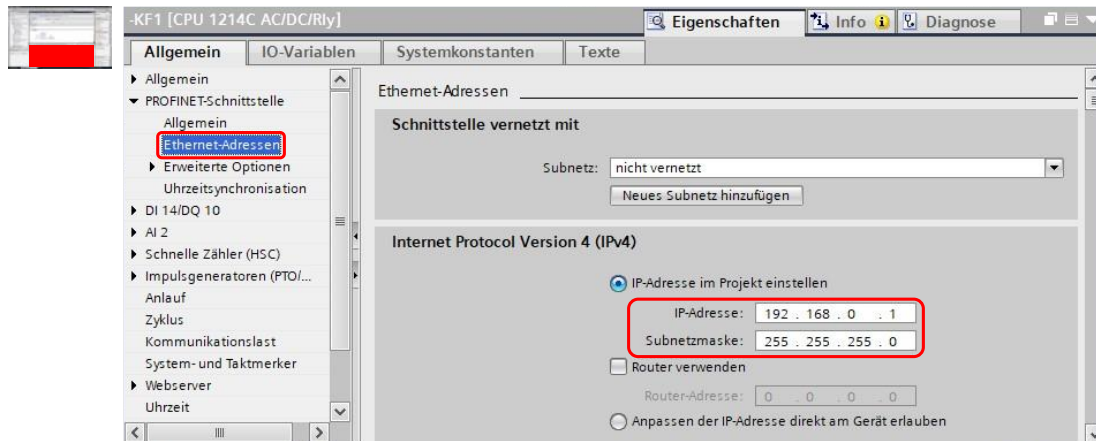 -KF1 [CPU 1214C AC/DC/Rly]
Eigenschaften
Info
Diagnose
Allgemein
IO-Variablen
Systemkonstanten
Texte
Allgemein
PROFINET-Schnittstelle
Allgemein
Ethernet-Adressen
Erweiterte Optionen
Uhrzeitsynchronisation
DI 14/DQ 10
AI 2
Schnelle Zähler (HSC)
Impulsgeneratoren (PTO/...
Anlauf
Zyklus
Kommunikationslast
System- und Taktmerker
Webserver
Uhrzeit
Ethernet-Adressen
Schnittstelle vernetzt mit
Subnetz: nicht vernetzt
Neues Subnetz hinzufügen
Internet Protocol Version 4 (IPv4)
IP-Adresse im Projekt einstellen
IP-Adresse: 192 . 168 . 0 . 1
Subnetzmaske: 255 . 255 . 255 . 0
Router verwenden
Router-Adresse: 0 . 0 . 0 . 0
Anpassen der IP-Adresse direkt am Gerät erlauben